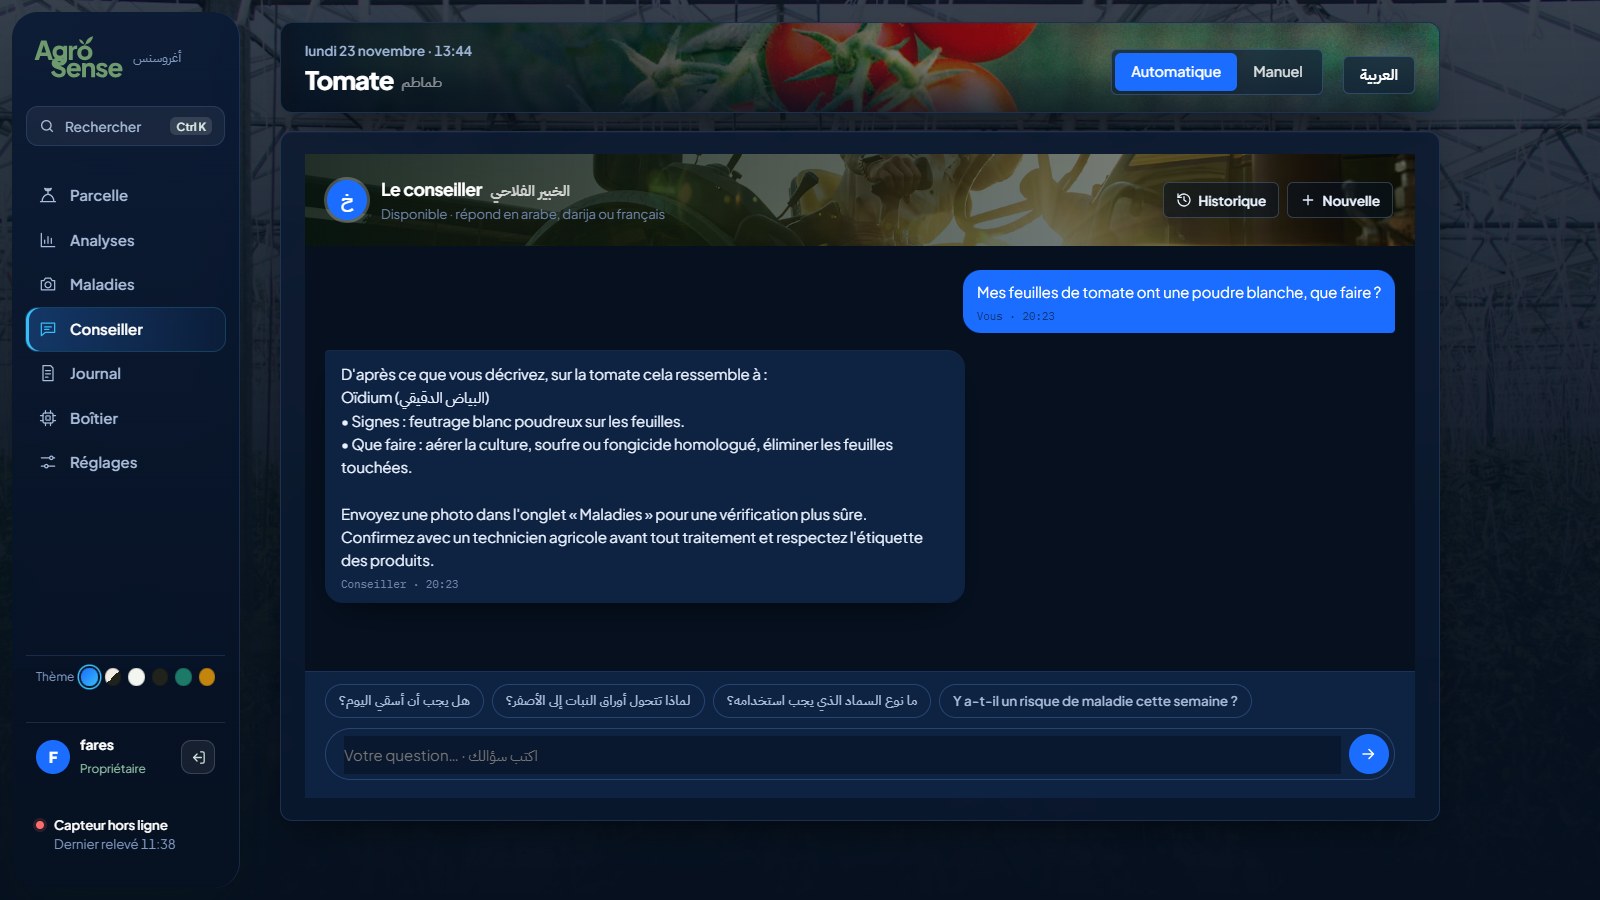 Agro
Sense
أغروسنس
Rechercher
Ctrl K
Parcelle
Analyses
Maladies
Conseiller
Journal
Boîtier
Réglages
Thème
F
fares
Propriétaire
Capteur hors ligne
Dernier relevé 11:38
lundi 23 novembre · 13:44
Tomate طماطم
Automatique
Manuel
العربية
خ
Le conseiller الخبير الفلاحي
Disponible · répond en arabe, darija ou français
Historique
Nouvelle
Mes feuilles de tomate ont une poudre blanche, que faire ?
Vous · 20:23
D'après ce que vous décrivez, sur la tomate cela ressemble à :
Oïdium (البياض الدقيقي)
• Signes : feutrage blanc poudreux sur les feuilles.
• Que faire : aérer la culture, soufre ou fongicide homologué, éliminer les feuilles
touchées.
Envoyez une photo dans l'onglet « Maladies » pour une vérification plus sûre.
Confirmez avec un technicien agricole avant tout traitement et respectez l'étiquette
des produits.
Conseiller · 20:23
هل يجب أن أسقي اليوم؟
لماذا تتحول أوراق النبات إلى الأصفر؟
ما نوع السماد الذي يجب استخدامه؟
Y a-t-il un risque de maladie cette semaine ?
Votre question... · اكتب سؤالك